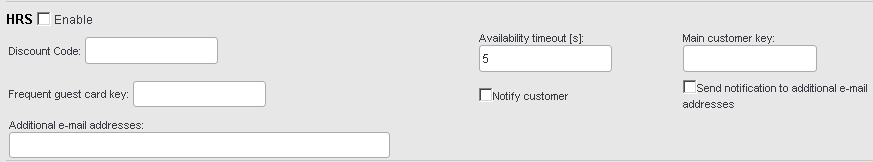 HRS Enable
Discount Code:
Availability timeout [s]:
5
Main customer key:
Frequent guest card key:
Notify customer
Send notification to additional e-mail
addresses
Additional e-mail addresses: